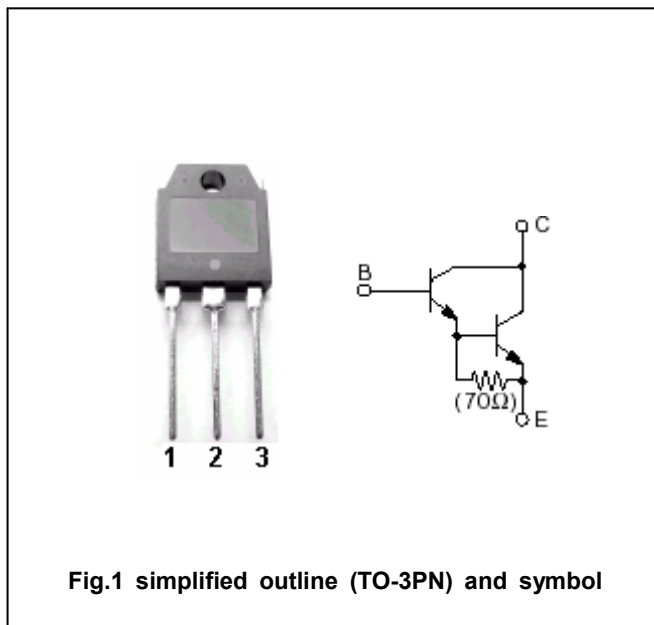 C
B
(70Ω)
E
1 2 3
Fig.1 simplified outline (TO-3PN) and symbol